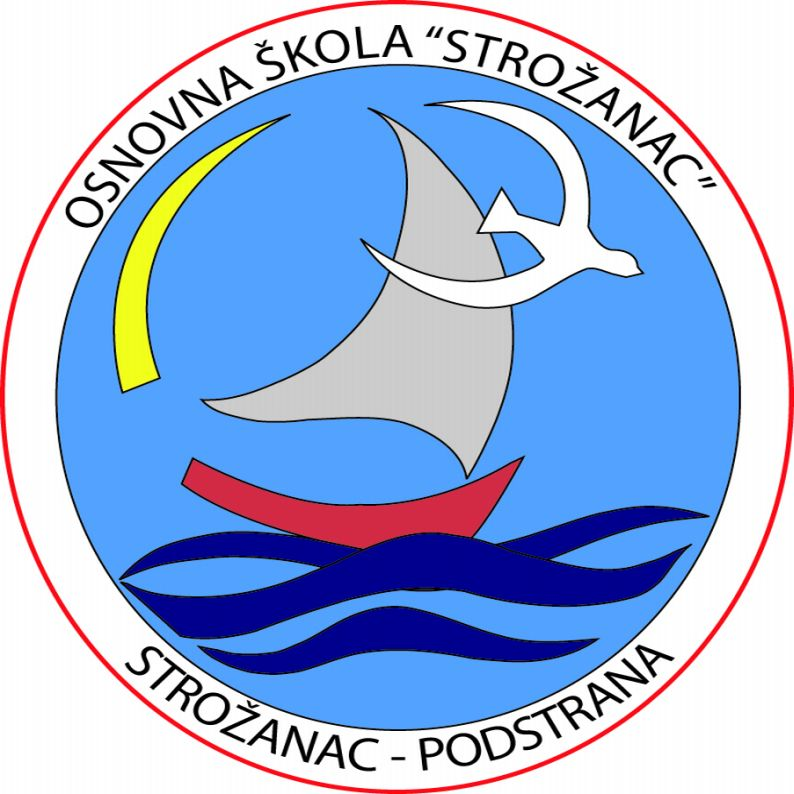 OSNOVNA ŠKOLA “STROŽANAC”
STROŽANAC - PODSTRANA